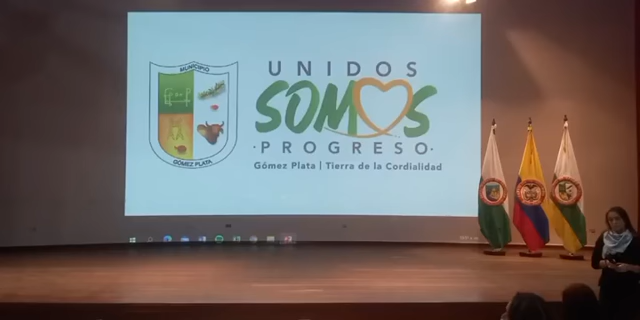 MUNICIPIO
GÓMEZ PLATA
UNIDOS
SOMOS
·PROGRESO·
Gómez Plata | Tierra de la Cordialidad